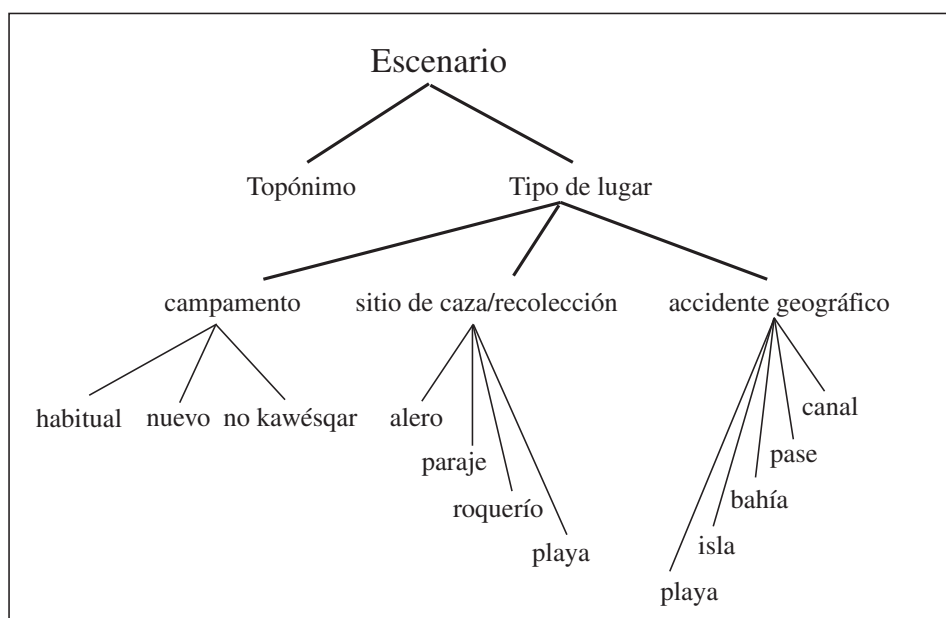 Escenario
Topónimo Tipo de lugar
campamento sitio de caza/recolección accidente geográfico
habitual nuevo no kawésqar alero canal
paraje pase
roquerío bahía
playa isla
playa